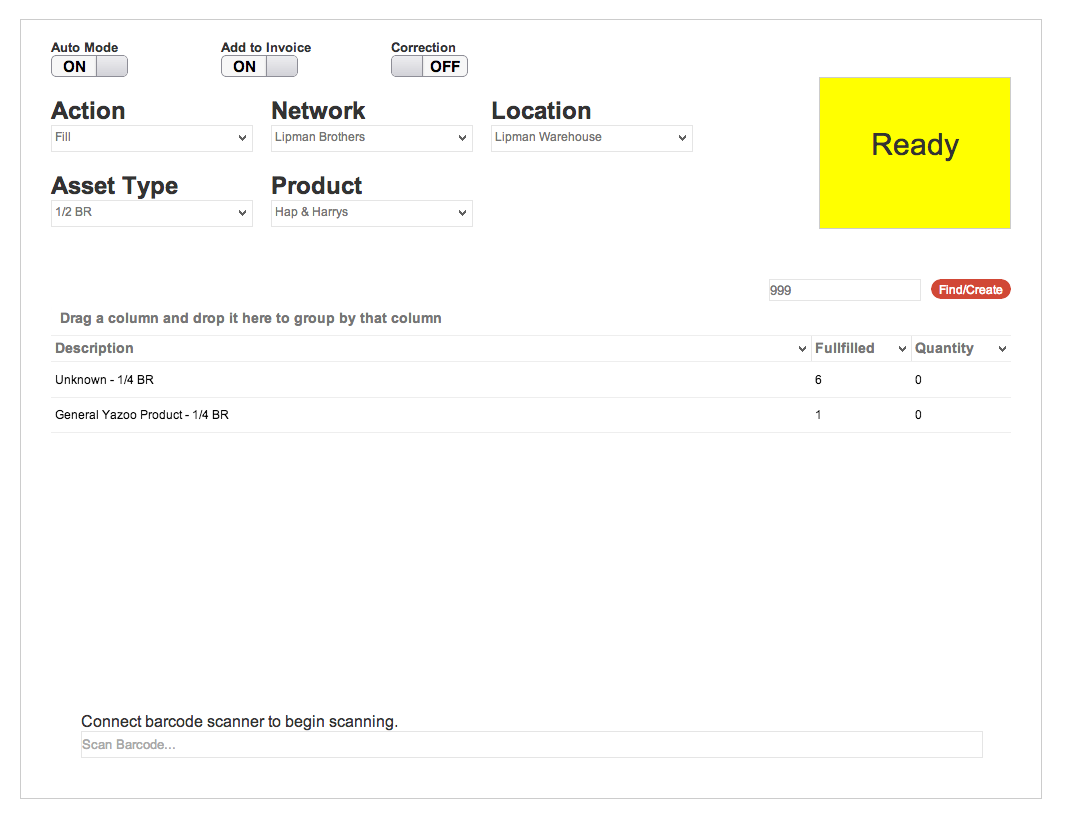 Auto Mode Add to Invoice Correction
ON ON OFF
Action Network Location
Fill Lipman Brothers Lipman Warehouse
Ready
Asset Type Product
1/2 BR Hap & Harrys
999 Find/Create
Drag a column and drop it here to group by that column
Description Fullfilled Quantity
Unknown - 1/4 BR 6 0
General Yazoo Product - 1/4 BR 1 0
Connect barcode scanner to begin scanning.
Scan Barcode...